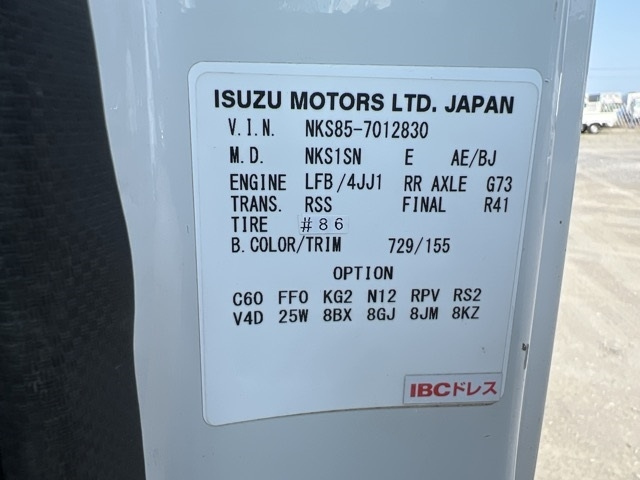 ISUZU MOTORS LTD. JAPAN
V.I.N. NKS85-7012830
M.D. NKS1SN E AE/BJ
ENGINE LFB/4JJ1 RR AXLE G73
TRANS. RSS FINAL R41
TIRE #86
B.COLOR/TRIM 729/155
OPTION
C60 FF0 KG2 N12 RPV RS2
V4D 25W 8BX 8GJ 8JM 8KZ
IBCドレス